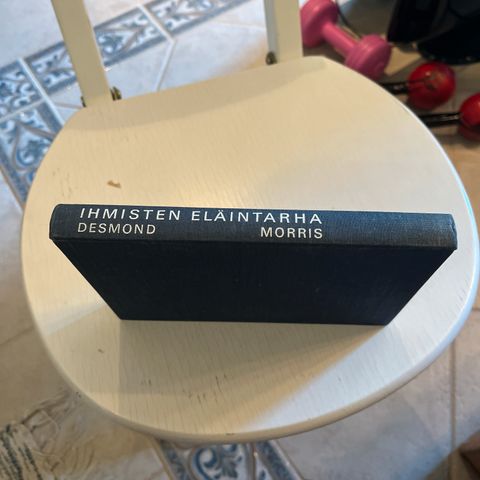 IHMISTEN ELÄINTARHA
DESMOND MORRIS